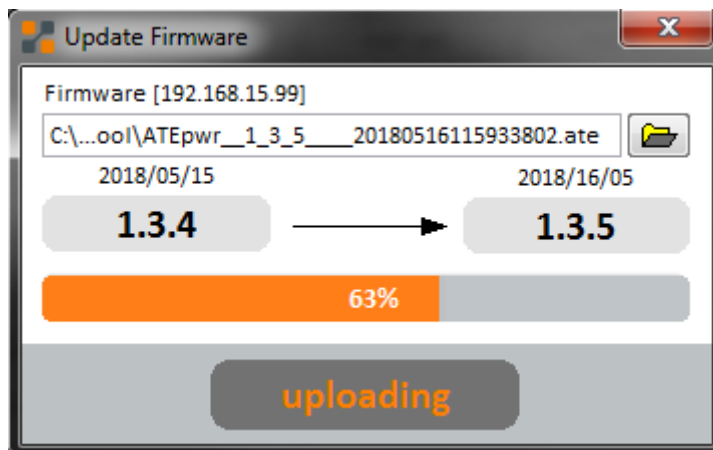 Update Firmware
Firmware [192.168.15.99]
C:\...ool\ATEpwr__1_3_5____20180516115933802.ate
2018/05/15 2018/16/05
1.3.4 1.3.5
63%
uploading